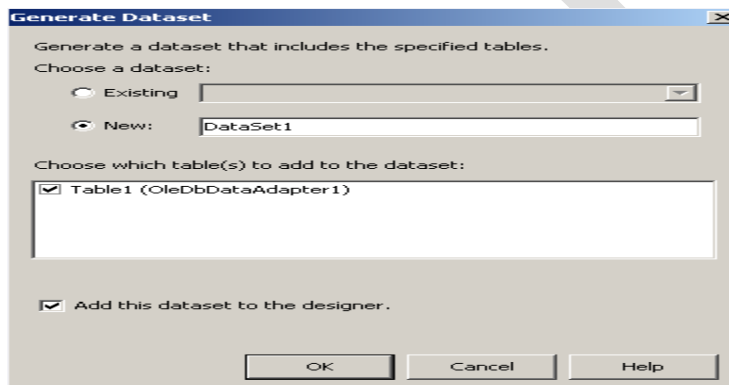 Generate Dataset
Generate a dataset that includes the specified tables.
Choose a dataset:
Existing
New: DataSet1
Choose which table(s) to add to the dataset:
Table1 (OleDbDataAdapter1)
Add this dataset to the designer.
OK Cancel Help